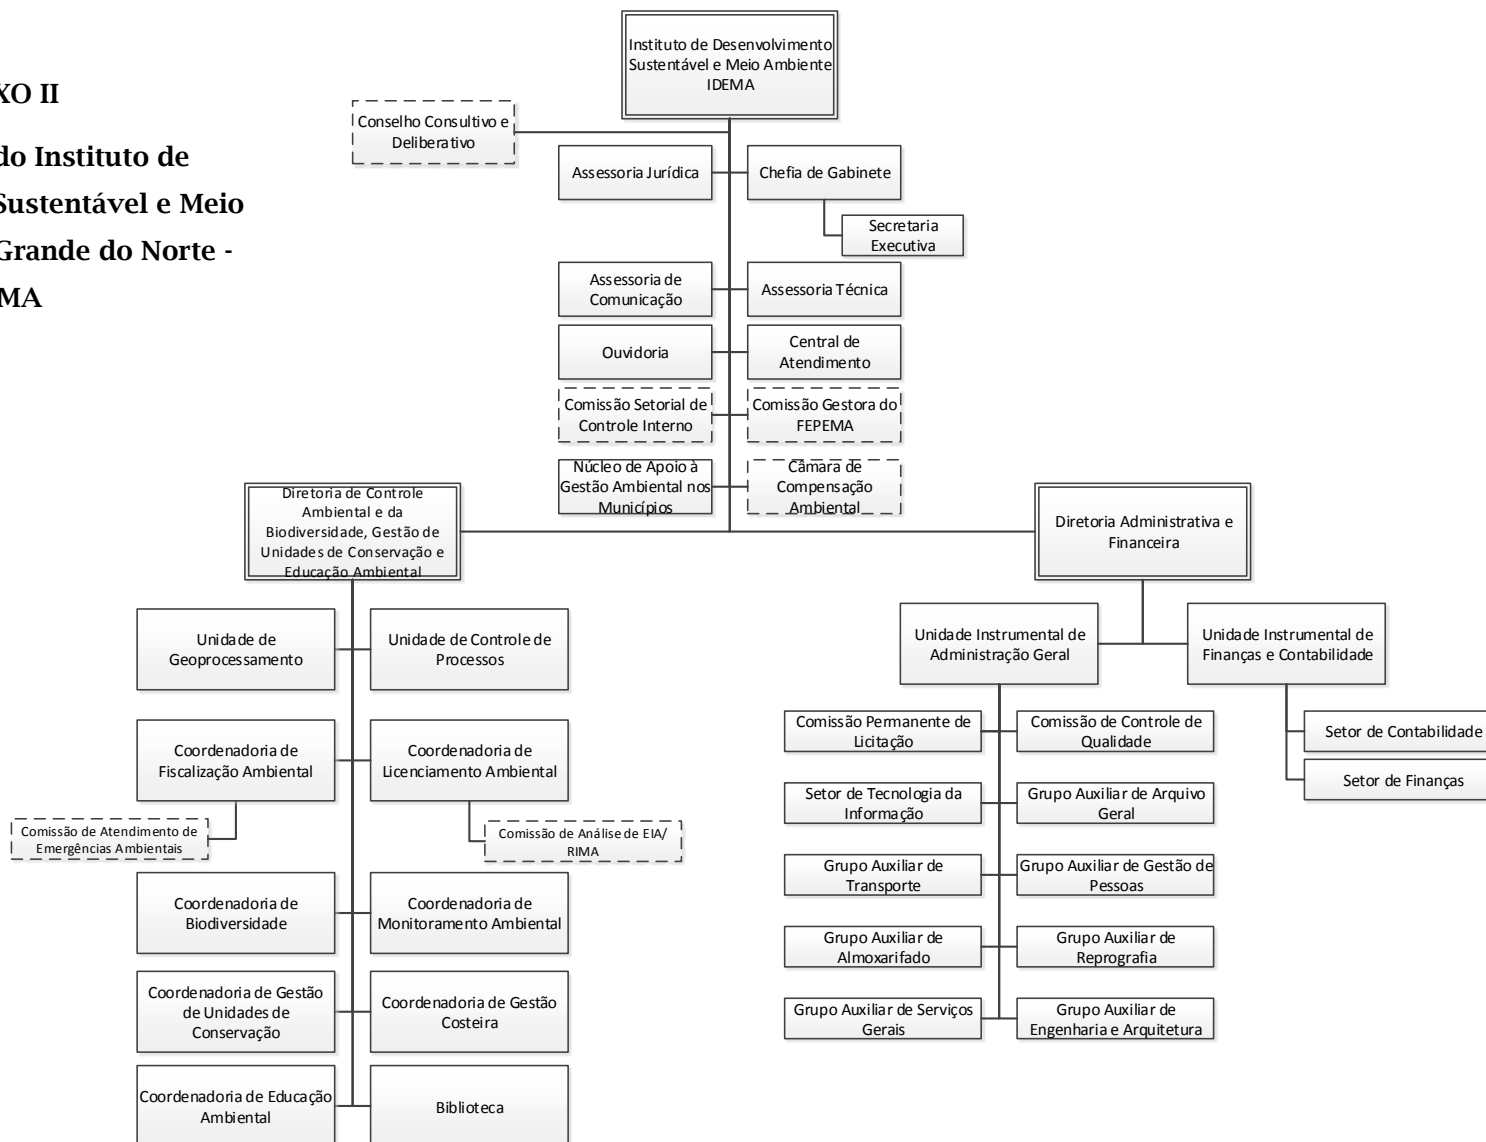 XO II
do Instituto de
Sustentável e Meio
Grande do Norte -
MA
Instituto de Desenvolvimento
Sustentável e Meio Ambiente
IDEMA
Conselho Consultivo e
Deliberativo
Assessoria Jurídica
Chefia de Gabinete
Secretaria
Executiva
Assessoria de
Comunicação
Assessoria Técnica
Ouvidoria
Central de
Atendimento
Comissão Setorial de
Controle Interno
Comissão Gestora do
FEPEMA
Núcleo de Apoio à
Gestão Ambiental nos
Municípios
Câmara de
Compensação
Ambiental
Diretoria de Controle
Ambiental e da
Biodiversidade, Gestão de
Unidades de Conservação e
Educação Ambiental
Diretoria Administrativa e
Financeira
Unidade de
Geoprocessamento
Unidade de Controle de
Processos
Coordenadoria de
Fiscalização Ambiental
Coordenadoria de
Licenciamento Ambiental
Comissão de Atendimento de
Emergências Ambientais
Comissão de Análise de EIA/
RIMA
Coordenadoria de
Biodiversidade
Coordenadoria de
Monitoramento Ambiental
Coordenadoria de Gestão
de Unidades de
Conservação
Coordenadoria de Gestão
Costeira
Coordenadoria de Educação
Ambiental
Biblioteca
Unidade Instrumental de
Administração Geral
Unidade Instrumental de
Finanças e Contabilidade
Comissão Permanente de
Licitação
Comissão de Controle de
Qualidade
Setor de Tecnologia da
Informação
Grupo Auxiliar de Arquivo
Geral
Grupo Auxiliar de
Transporte
Grupo Auxiliar de Gestão de
Pessoas
Grupo Auxiliar de
Almoxarifado
Grupo Auxiliar de
Reprografia
Grupo Auxiliar de Serviços
Gerais
Grupo Auxiliar de
Engenharia e Arquitetura
Setor de Contabilidade
Setor de Finanças